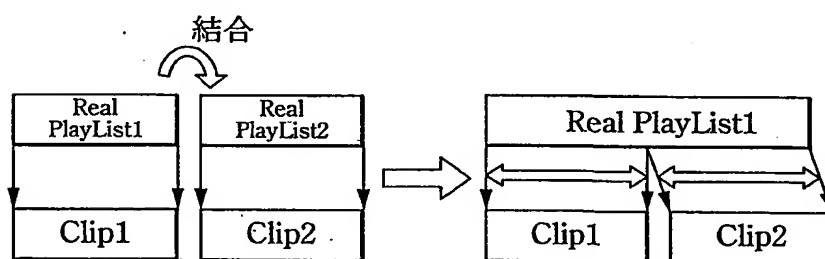 結合
Real
PlayList1
Real
PlayList2
Real PlayList1
Clip1
Clip2
Clip1
Clip2